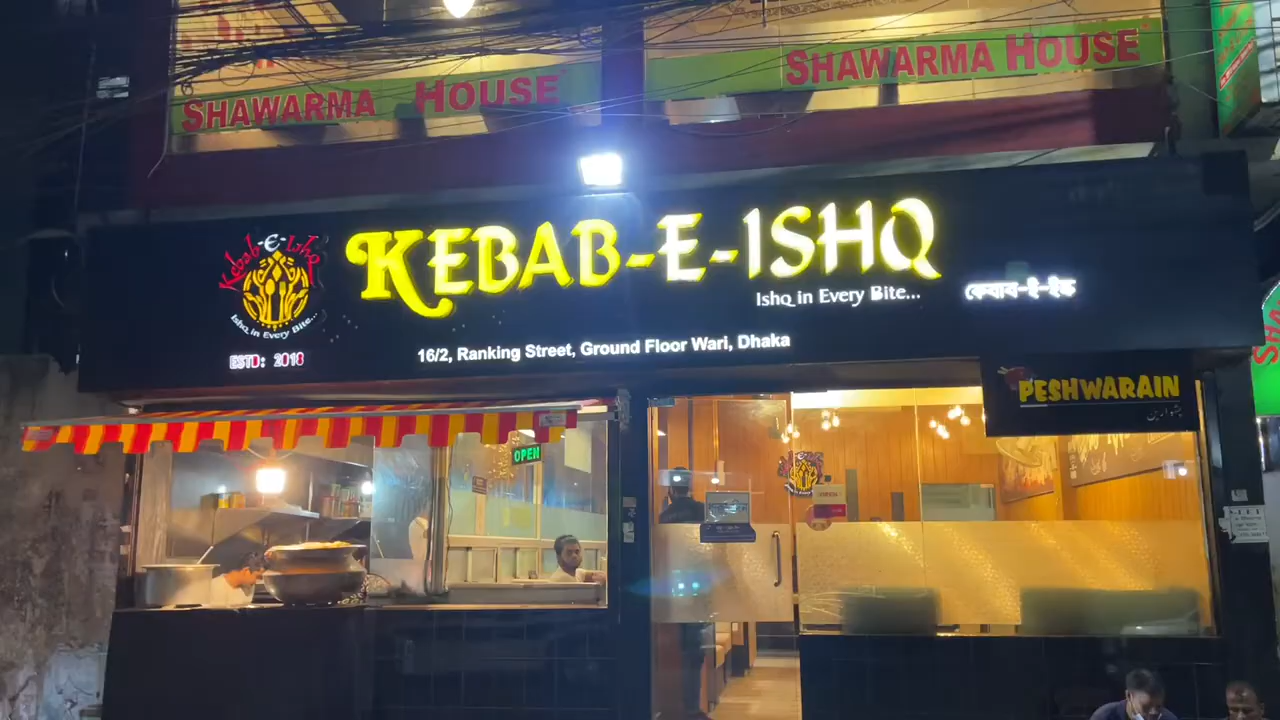 SHAWARMA HOUSE
SHAWARMA HOUSE
Kebab-E-Ishq
Ishq in Every Bite...
ESTD: 2018
KEBAB-E-ISHQ
Ishq in Every Bite...
কেবাব-ই-ইস্ক
16/2, Ranking Street, Ground Floor Wari, Dhaka
PESHWARAIN
OPEN